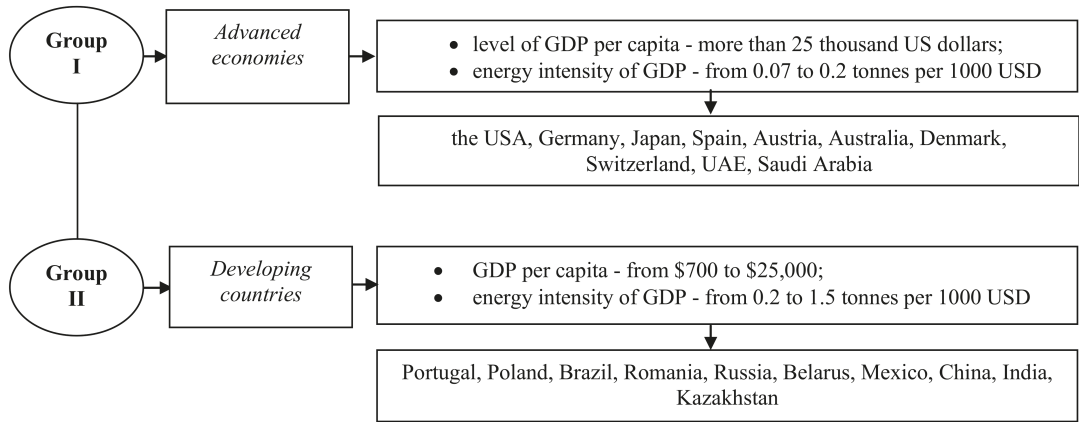 Group
I
Advanced
economies
• level of GDP per capita - more than 25 thousand US dollars;
• energy intensity of GDP - from 0.07 to 0.2 tonnes per 1000 USD
the USA, Germany, Japan, Spain, Austria, Australia, Denmark,
Switzerland, UAE, Saudi Arabia
Group
II
Developing
countries
• GDP per capita - from $700 to $25,000;
• energy intensity of GDP - from 0.2 to 1.5 tonnes per 1000 USD
Portugal, Poland, Brazil, Romania, Russia, Belarus, Mexico, China, India,
Kazakhstan